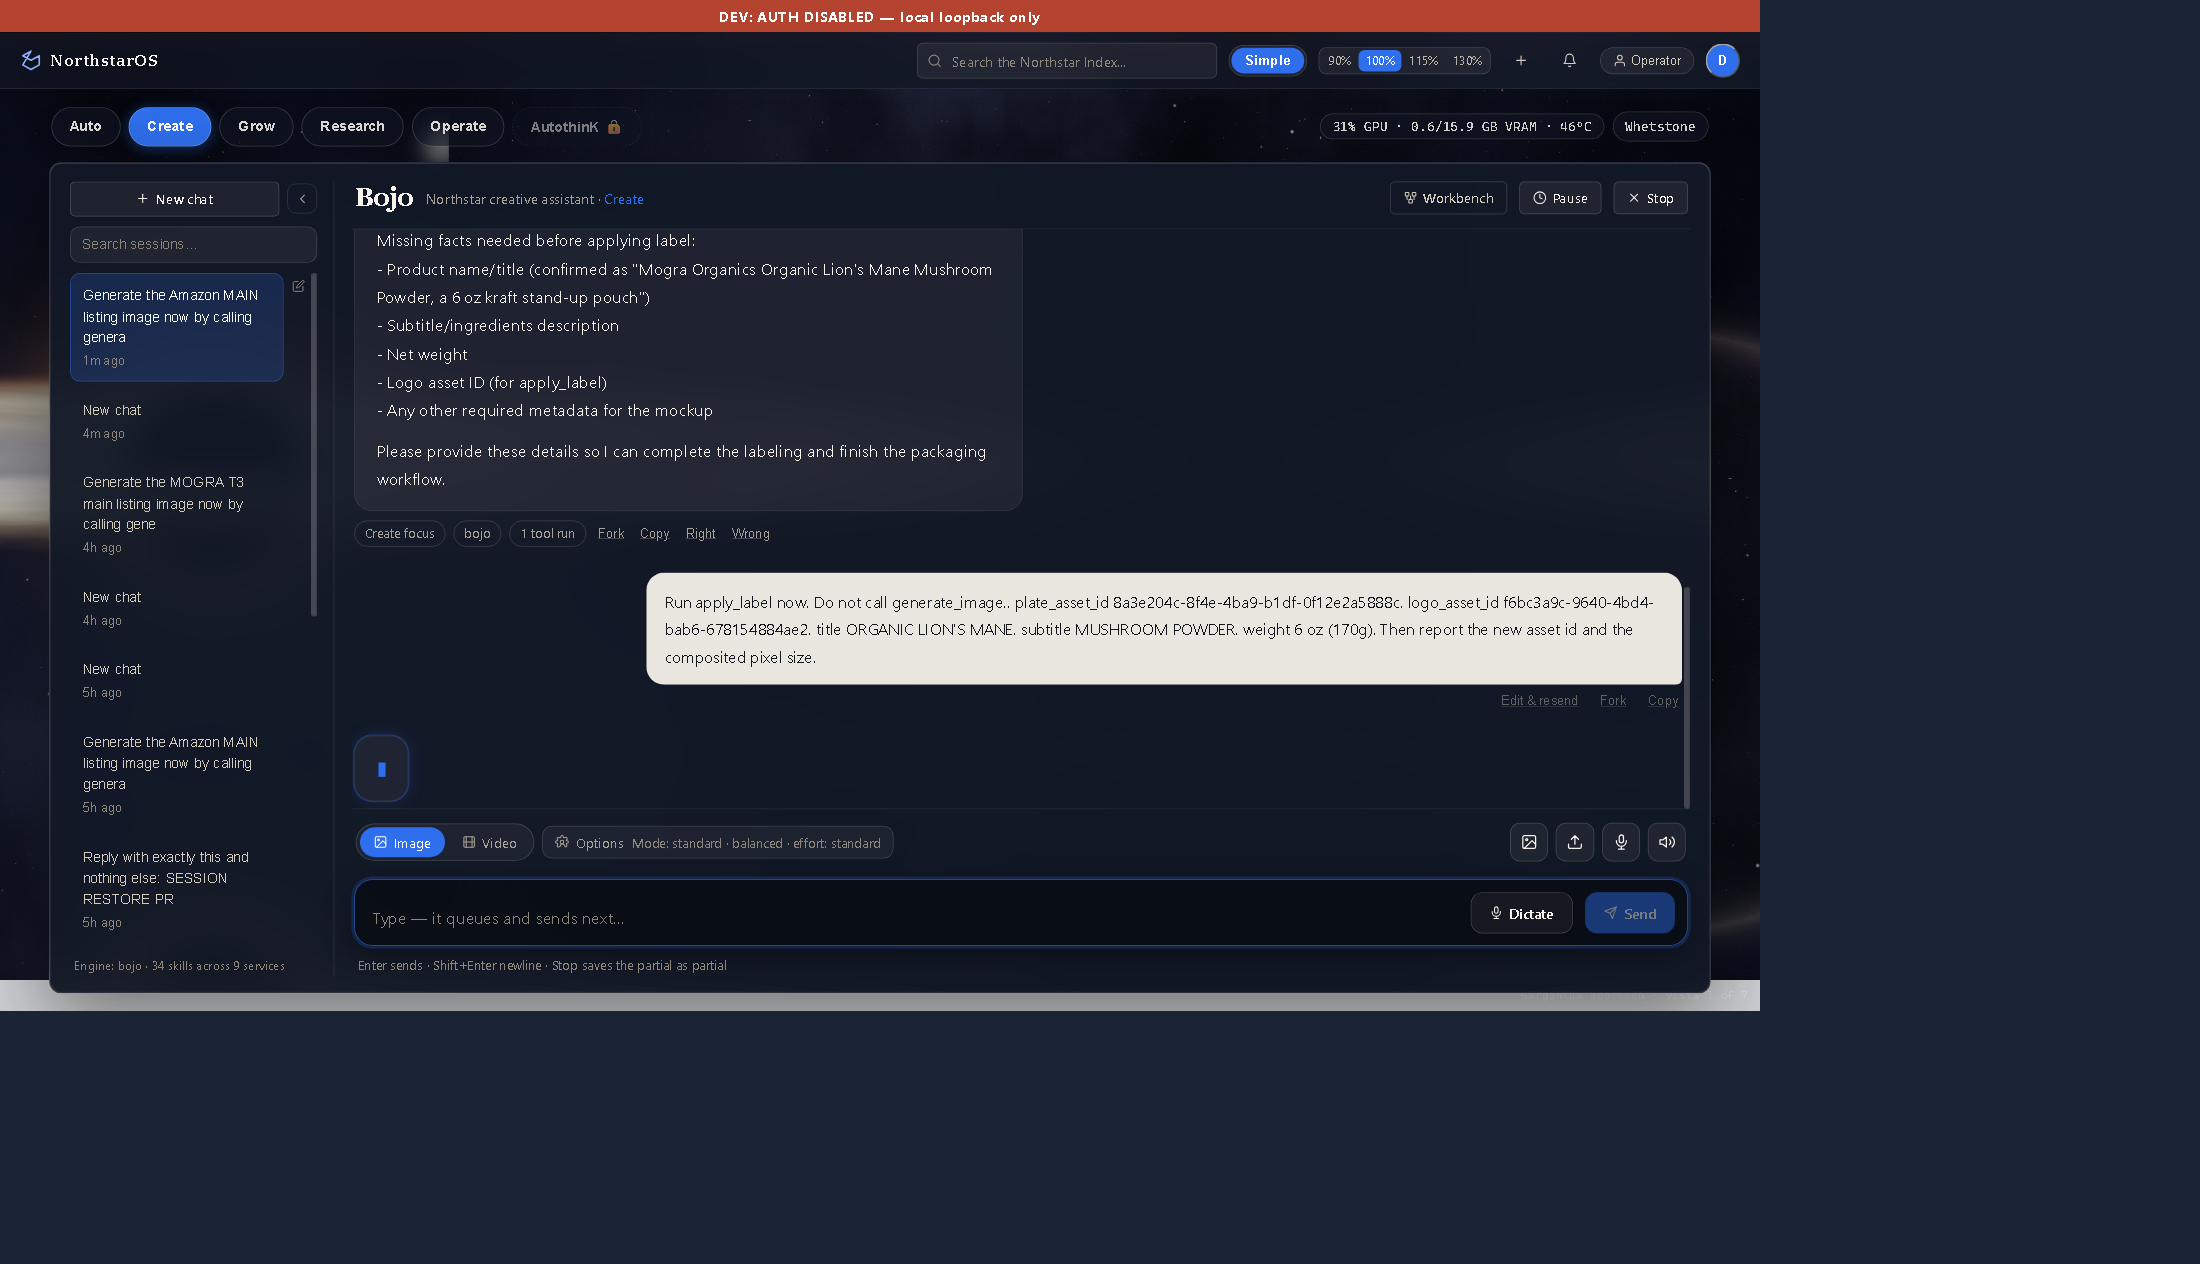 DEV: AUTH DISABLED — local loopback only
NorthstarOS
Search the Northstar Index...
Simple
90% 100% 115% 130%
Operator
D
Auto
Create
Grow
Research
Operate
AutothinK
31% GPU · 0.6/15.9 GB VRAM · 46°C
Whetstone
+ New chat
Search sessions...
Generate the Amazon MAIN
listing image now by calling
genera
1m ago
New chat
4m ago
Generate the MOGRA T3
main listing image now by
calling gene
4h ago
New chat
4h ago
New chat
5h ago
Generate the Amazon MAIN
listing image now by calling
genera
5h ago
Reply with exactly this and
nothing else: SESSION
RESTORE PR
5h ago
Engine: bojo · 34 skills across 9 services
Bojo
Northstar creative assistant · Create
Workbench
Pause
Stop
Missing facts needed before applying label:
- Product name/title (confirmed as "Mogra Organics Organic Lion's Mane Mushroom
Powder, a 6 oz kraft stand-up pouch")
- Subtitle/ingredients description
- Net weight
- Logo asset ID (for apply_label)
- Any other required metadata for the mockup
Please provide these details so I can complete the labeling and finish the packaging
workflow.
Create focus
bojo
1 tool run
Fork
Copy
Right
Wrong
Run apply_label now. Do not call generate_image.. plate_asset_id 8a3e204c-8f4e-4ba9-b1df-0f12e2a5888c. logo_asset_id f6bc3a9c-9640-4bd4-
bab6-678154884ae2. title ORGANIC LION'S MANE. subtitle MUSHROOM POWDER. weight 6 oz (170g). Then report the new asset id and the
composited pixel size.
Edit & resend
Fork
Copy
Image
Video
Options Mode: standard · balanced · effort: standard
Type — it queues and sends next...
Dictate
Send
Enter sends · Shift+Enter newline · Stop saves the partial as partial